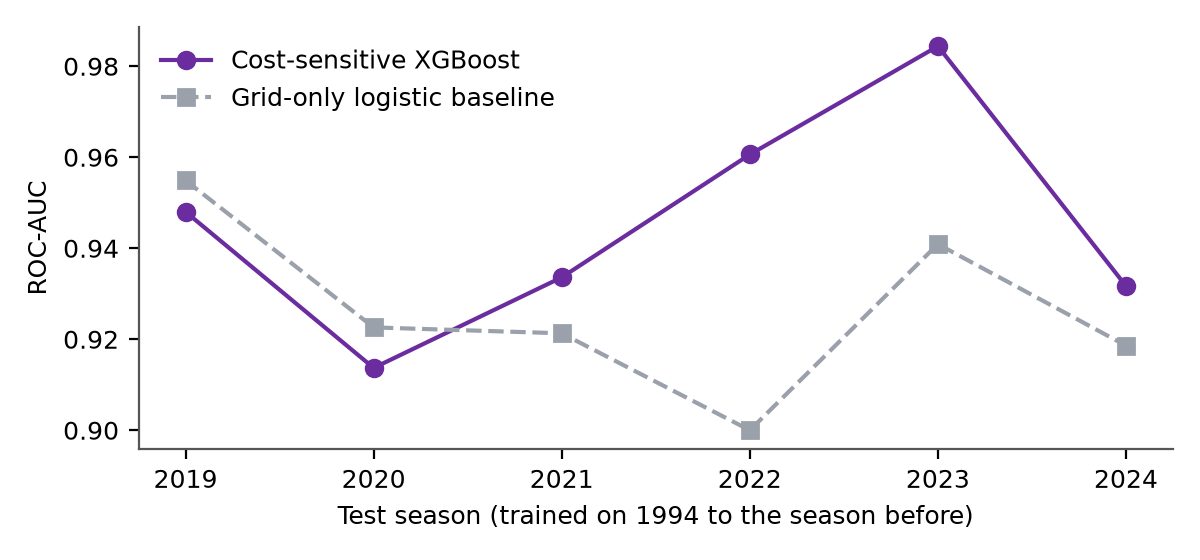 Cost-sensitive XGBoost
Grid-only logistic baseline
ROC-AUC
0.98
0.96
0.94
0.92
0.90
2019 2020 2021 2022 2023 2024
Test season (trained on 1994 to the season before)